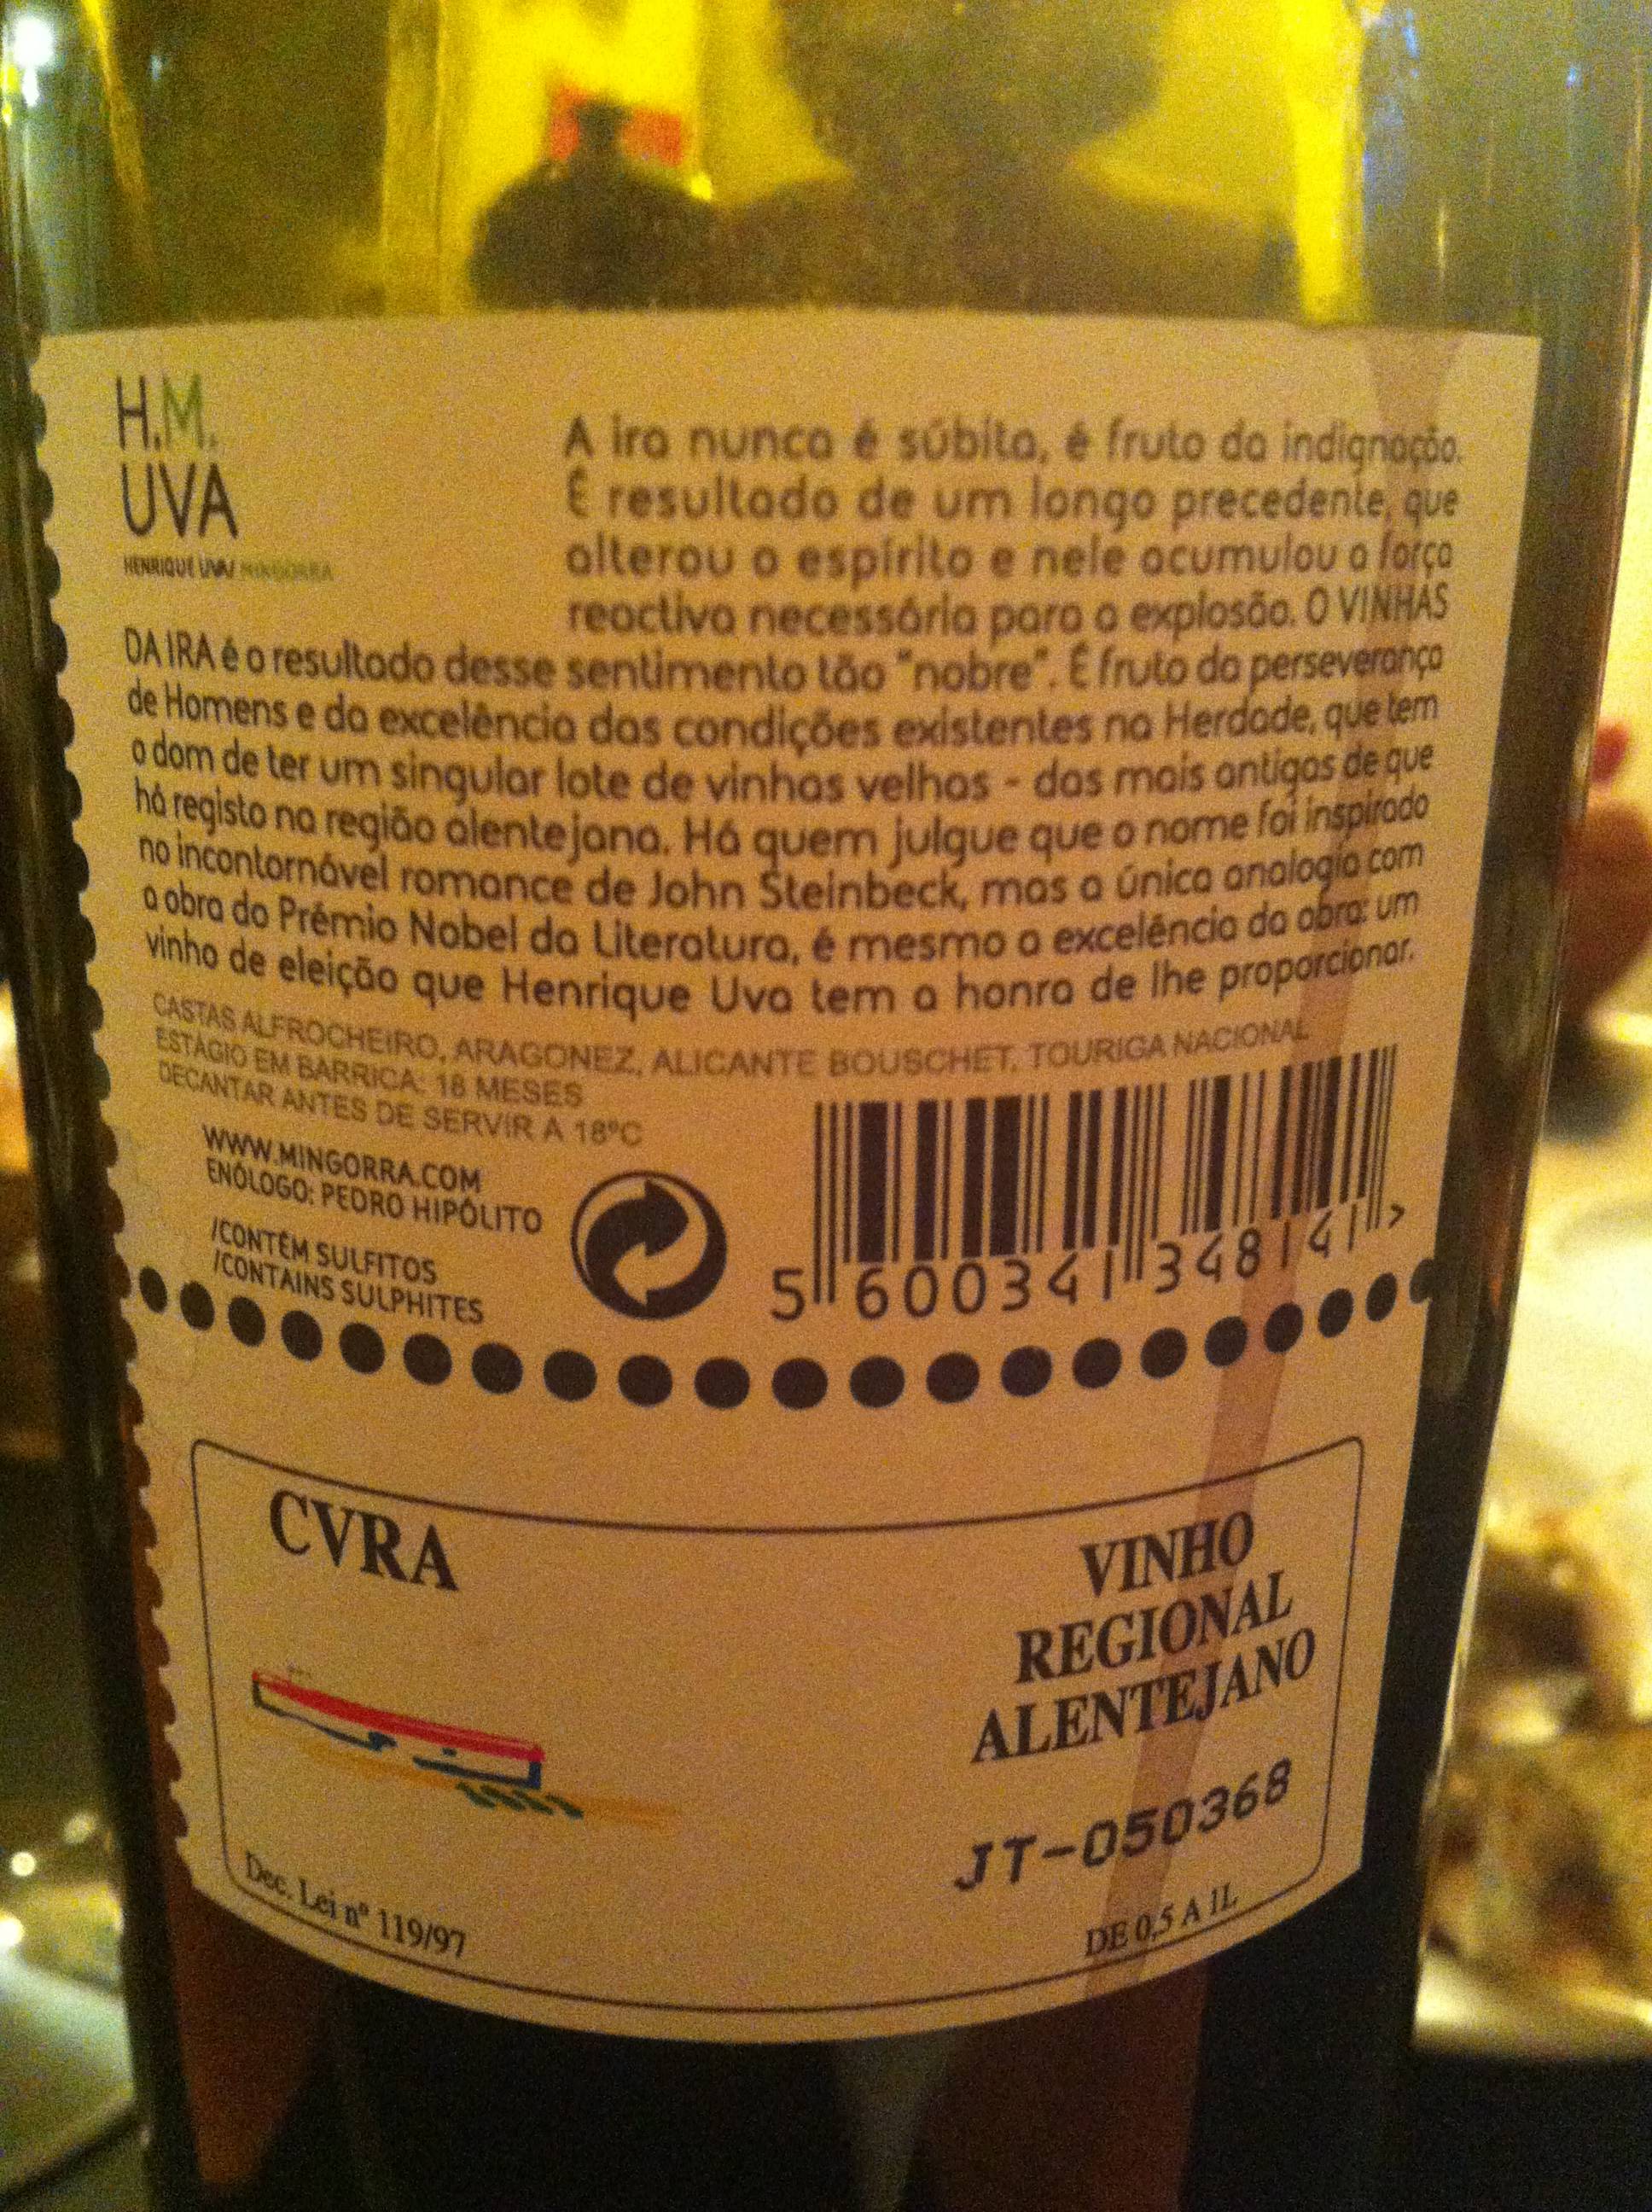 H.M.
UVA
HENRIQUE UVA/ MINGORRA
A ira nunca é súbita, é fruto da indignação.
É resultado de um longo precedente, que
alterou o espírito e nele acumulou a força
reactiva necessária para a explosão. O VINHAS
DA IRA é o resultado desse sentimento tão "nobre". É fruto da perseverança
de Homens e da excelência das condições existentes na Herdade, que tem
o dom de ter um singular lote de vinhas velhas - das mais antigas de que
há registo na região alentejana. Há quem julgue que o nome foi inspirado
no incontornável romance de John Steinbeck, mas a única analogia com
a obra do Prémio Nobel da Literatura, é mesmo a excelência da obra: um
vinho de eleição que Henrique Uva tem a honra de lhe proporcionar.
CASTAS ALFROCHEIRO, ARAGONEZ, ALICANTE BOUSCHET, TOURIGA NACIONAL
ESTÁGIO EM BARRICA: 18 MESES
DECANTAR ANTES DE SERVIR A 18ºC
WWW.MINGORRA.COM
ENÓLOGO: PEDRO HIPÓLITO
/CONTÉM SULFITOS
/CONTAINS SULPHITES
5 600341 348141 >
CVRA
VINHO
REGIONAL
ALENTEJANO
JT-050368
Dec. Lei nº 119/97
DE 0,5 A 1L